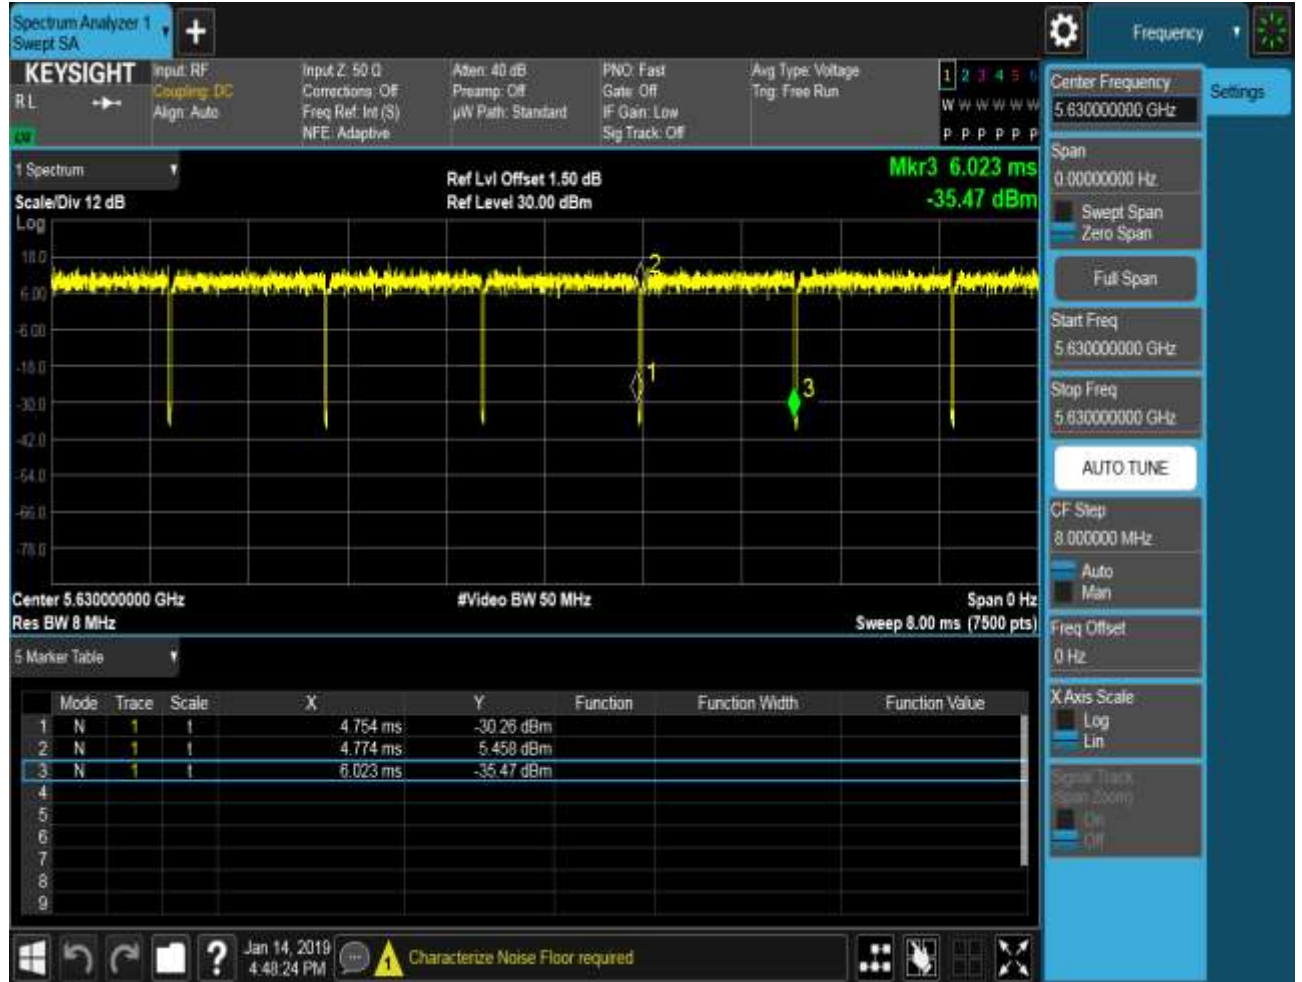 Spectrum Analyzer 1
Swept SA
+
Frequency
KEYSIGHT
RL
Input: RF
Coupling: DC
Align: Auto
Input Z: 50 Ω
Corrections: Off
Freq Ref: Int (S)
NFE: Adaptive
Atten: 40 dB
Preamp: Off
µW Path: Standard
PNO: Fast
Gate: Off
IF Gain: Low
Sig Track: Off
Avg Type: Voltage
Trig: Free Run
1 2 3 4 5 6
W W W W W W
P P P P P P
1 Spectrum
Scale/Div 12 dB
Log
Ref Lvl Offset 1.50 dB
Ref Level 30.00 dBm
Mkr3 6.023 ms
-35.47 dBm
18.0
6.00
-6.00
-18.0
-30.0
-42.0
-54.0
-66.0
-78.0
2
1
3
Center 5.630000000 GHz
#Video BW 50 MHz
Span 0 Hz
Res BW 8 MHz
Sweep 8.00 ms (7500 pts)
5 Marker Table
Mode Trace Scale X Y Function Function Width Function Value
1 N 1 t 4.754 ms -30.26 dBm
2 N 1 t 4.774 ms 5.458 dBm
3 N 1 t 6.023 ms -35.47 dBm
4
5
6
7
8
9
Jan 14, 2019
4:48:24 PM
1
Characterize Noise Floor required
?
Center Frequency
5.630000000 GHz
Settings
Span
0.00000000 Hz
Swept Span
Zero Span
Full Span
Start Freq
5.630000000 GHz
Stop Freq
5.630000000 GHz
AUTO TUNE
CF Step
8.000000 MHz
Auto
Man
Freq Offset
0 Hz
X Axis Scale
Log
Lin
Signal Track
(Span Zoom)
On
Off